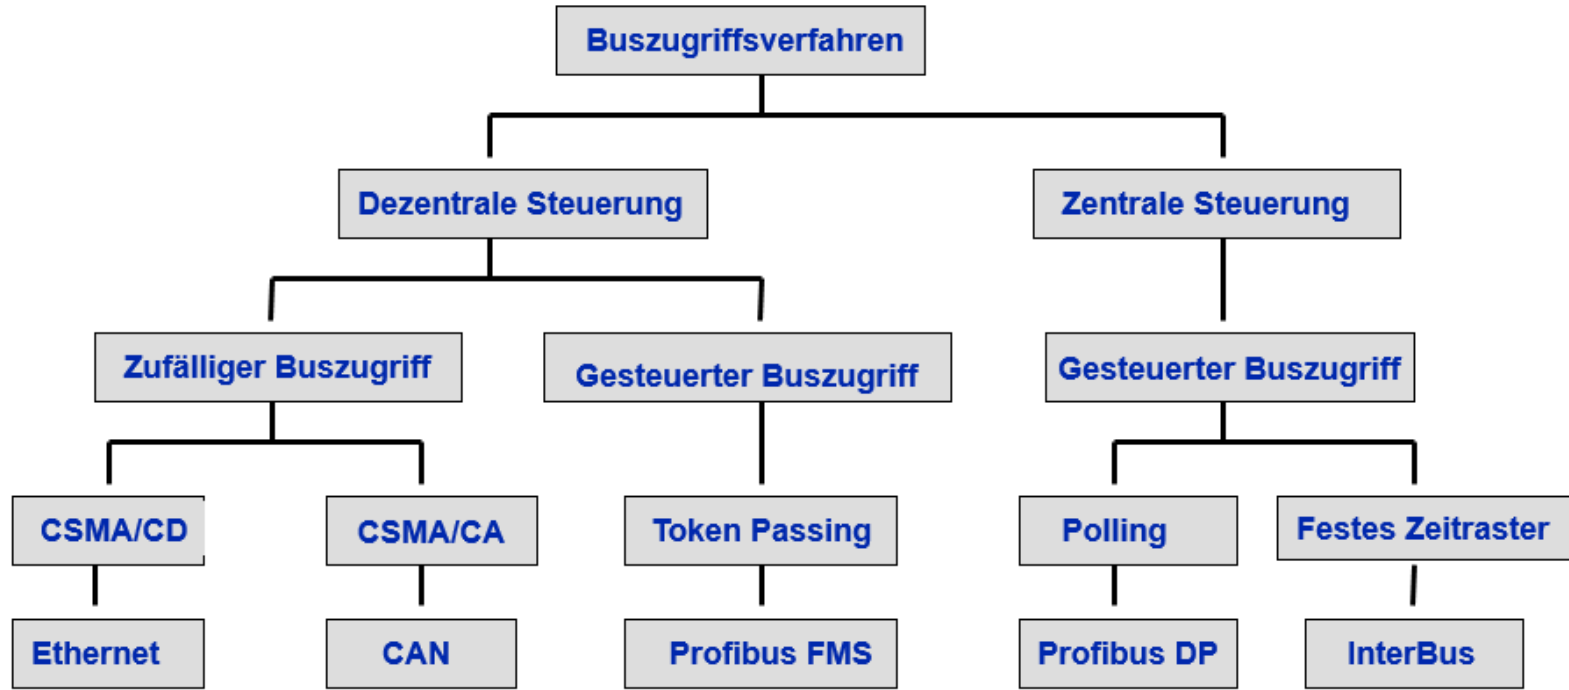 Buszugriffsverfahren
Dezentrale Steuerung
Zentrale Steuerung
Zufälliger Buszugriff
Gesteuerter Buszugriff
Gesteuerter Buszugriff
CSMA/CD
CSMA/CA
Token Passing
Polling
Festes Zeitraster
Ethernet
CAN
Profibus FMS
Profibus DP
InterBus